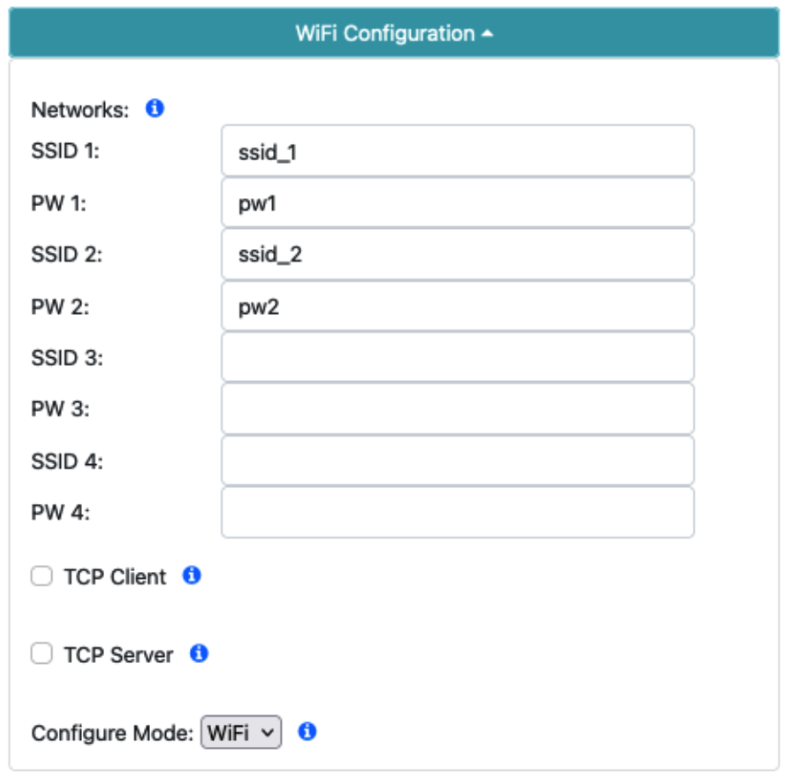 WiFi Configuration
Networks:
SSID 1: ssid_1
PW 1: pw1
SSID 2: ssid_2
PW 2: pw2
SSID 3:
PW 3:
SSID 4:
PW 4:
TCP Client
TCP Server
Configure Mode: WiFi